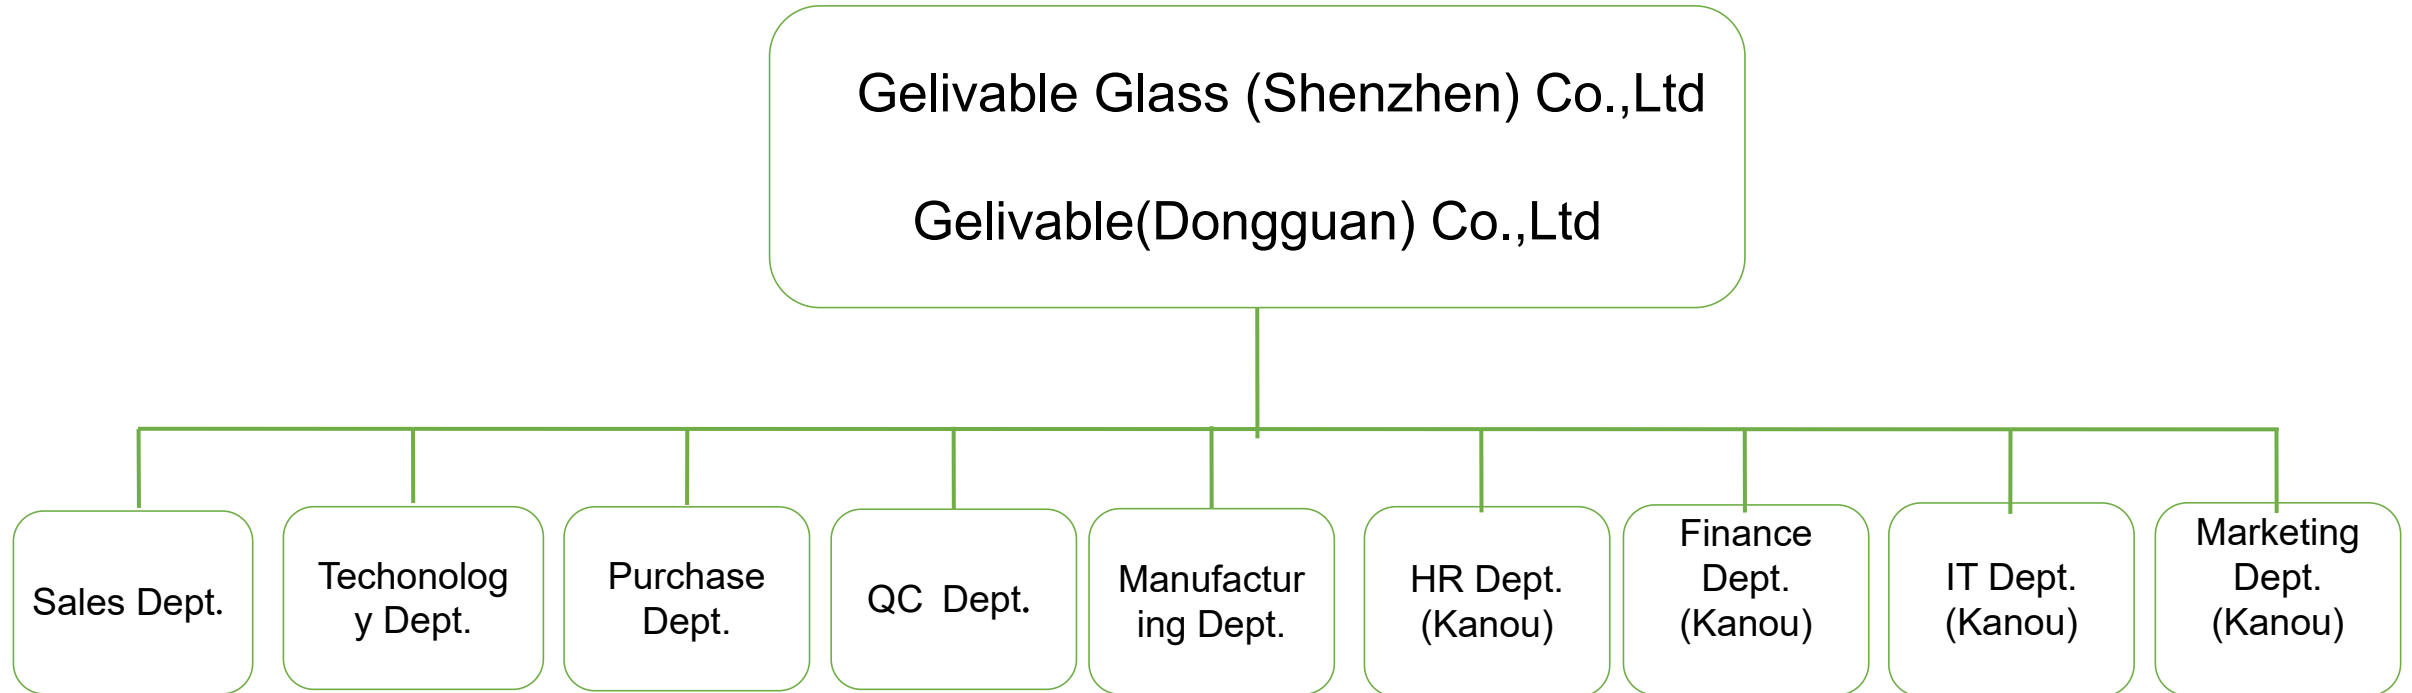 Gelivable Glass (Shenzhen) Co.,Ltd
Gelivable(Dongguan) Co.,Ltd
Sales Dept.
Techonolog
y Dept.
Purchase
Dept.
QC  Dept.
Manufactur
ing Dept.
HR Dept.
(Kanou)
Finance
Dept.
(Kanou)
IT Dept.
(Kanou)
Marketing
Dept.
(Kanou)